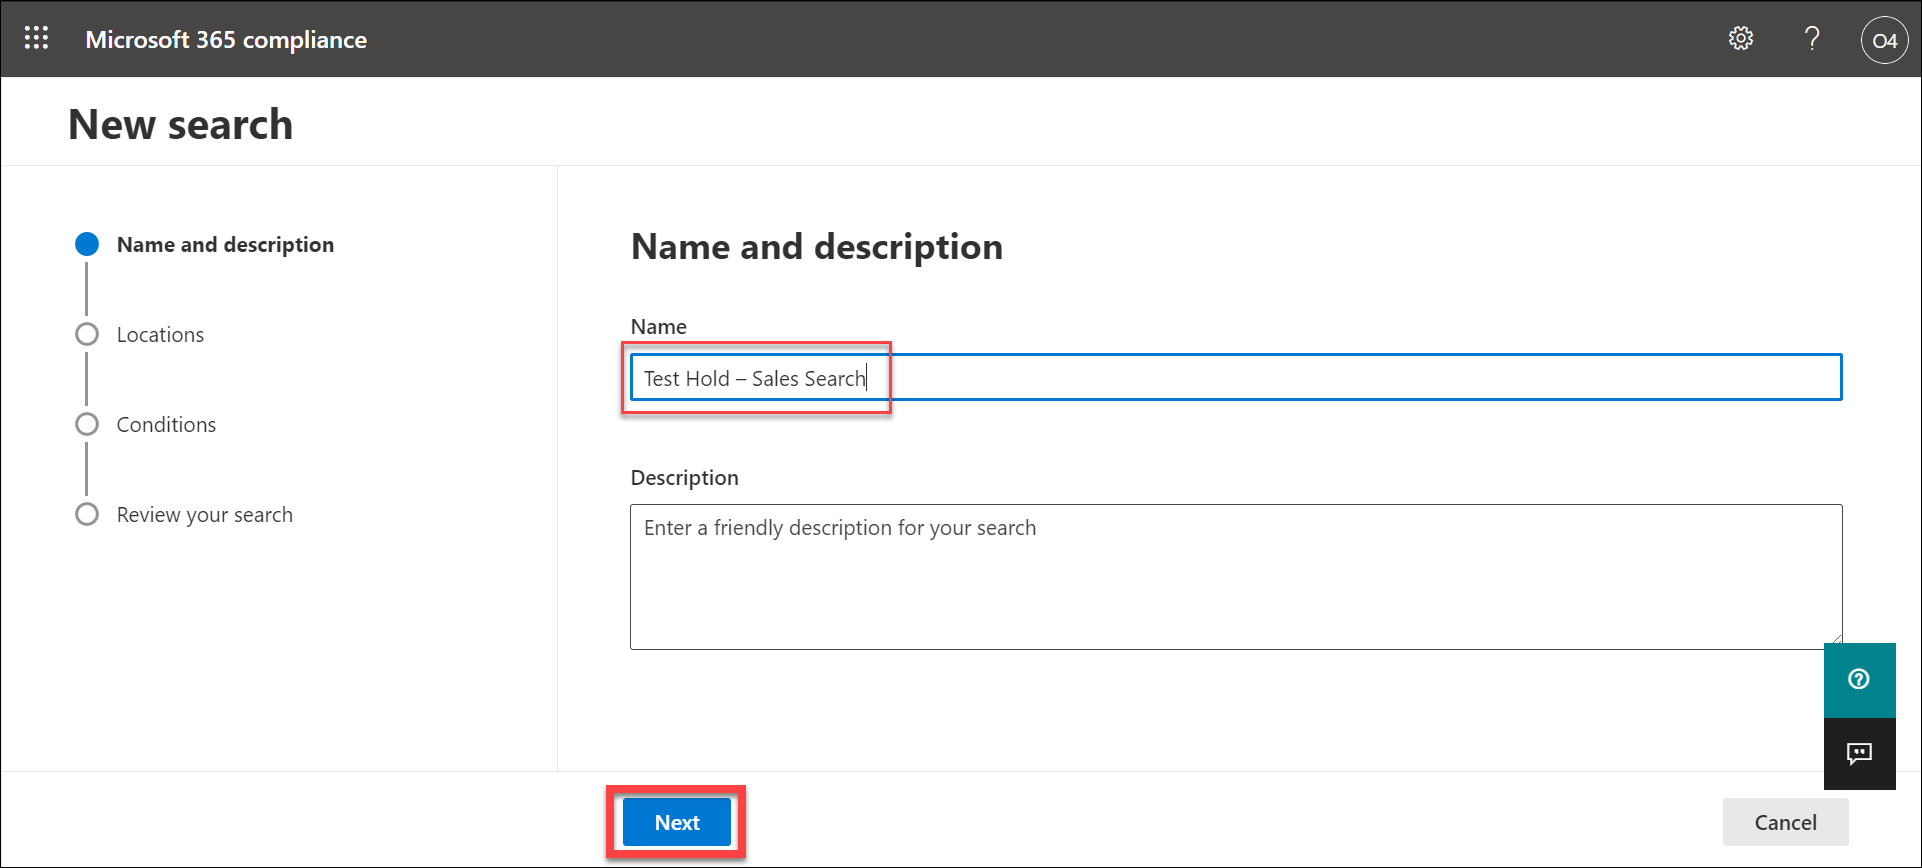 Microsoft 365 compliance
?
O4
New search
Name and description
Locations
Conditions
Review your search
Name and description
Name
Test Hold – Sales Search
Description
Enter a friendly description for your search
Next
Cancel